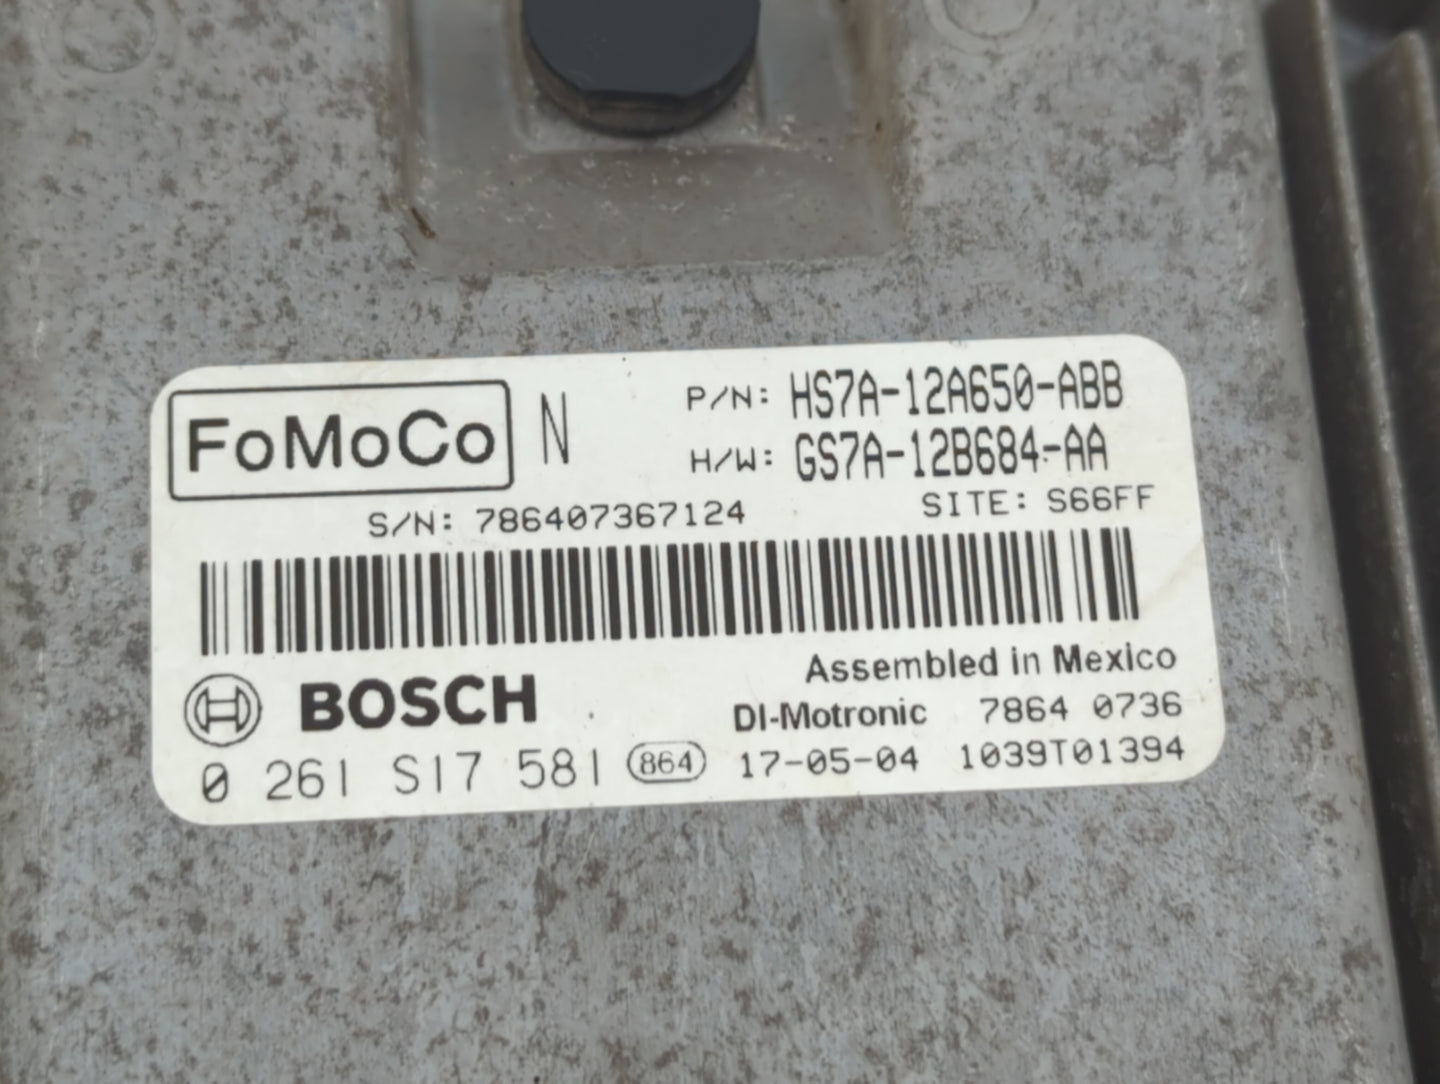 FoMoCo N P/N: HS7A-12A650-ABB
H/W: GS7A-12B684-AA
S/N: 786407367124 SITE: S66FF
Assembled in Mexico
BOSCH DI-Motronic 7864 0736
0 261 S17 581 864 17-05-04 1039T01394